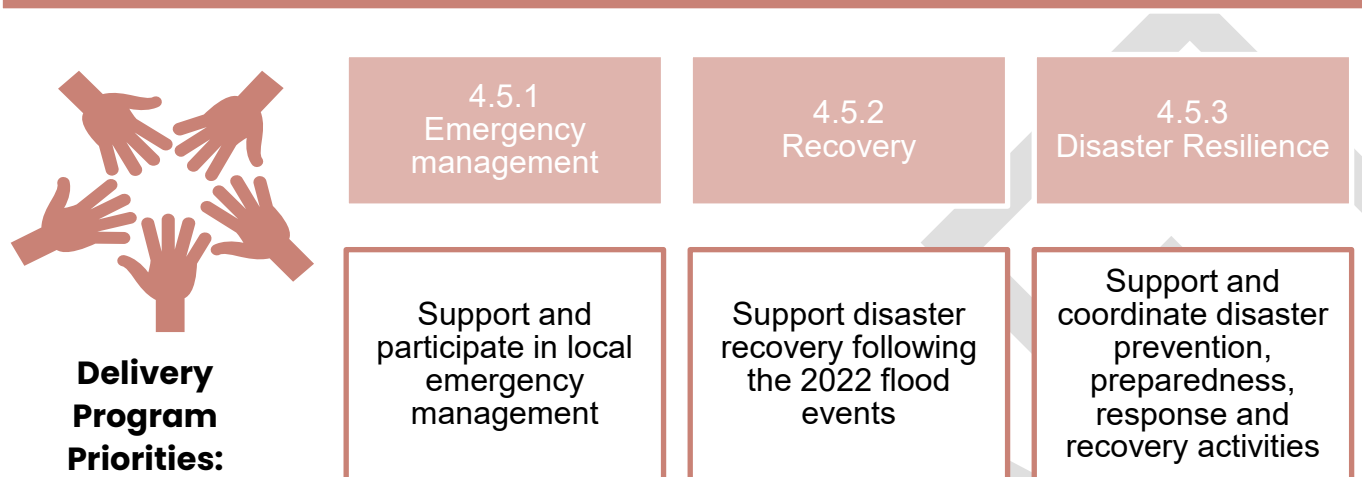 4.5.1
Emergency
management
4.5.2
Recovery
4.5.3
Disaster Resilience
Delivery
Program
Priorities:
Support and
participate in local
emergency
management
Support disaster
recovery following
the 2022 flood
events
Support and
coordinate disaster
prevention,
preparedness,
response and
recovery activities